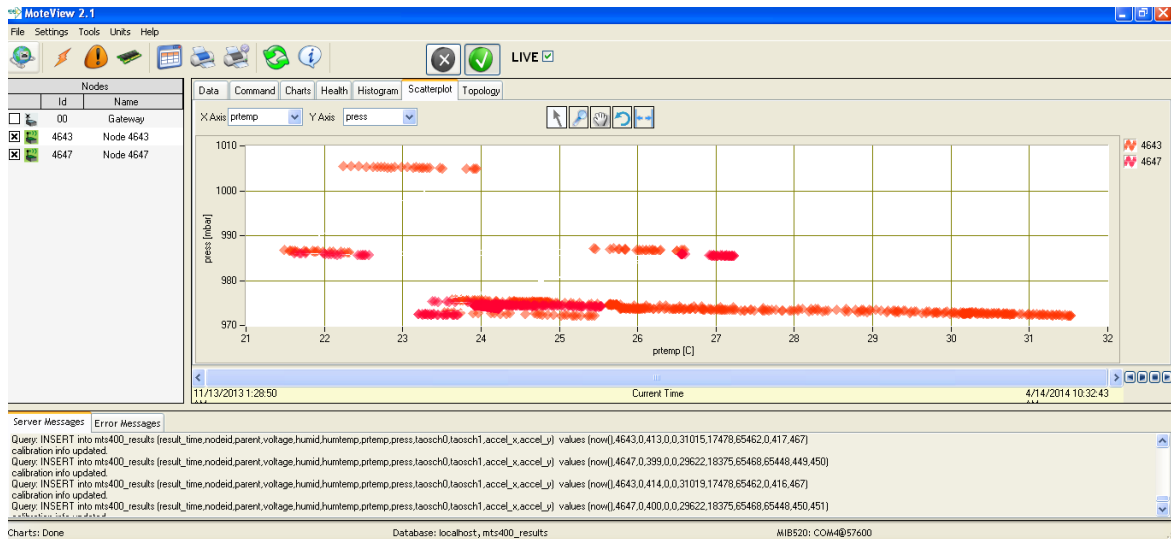 MoteView 2.1
File Settings Tools Units Help
LIVE
Nodes
Id Name
00 Gateway
4643 Node 4643
4647 Node 4647
Data Command Charts Health Histogram Scatterplot Topology
X Axis prtemp Y Axis press
1010
1000
990
980
970
press [mbar]
21 22 23 24 25 26 27 28 29 30 31 32
prtemp [C]
4643
4647
11/13/2013 1:28:50 Current Time 4/14/2014 10:32:43
Server Messages Error Messages
Query: INSERT into mts400_results (result_time,nodeid,parent,voltage,humid,humtemp,prtemp,press,taosch0,taosch1,accel_x,accel_y) values (now(),4643,0,413,0,0,31015,17478,65462,0,417,467)
calibration info updated.
Query: INSERT into mts400_results (result_time,nodeid,parent,voltage,humid,humtemp,prtemp,press,taosch0,taosch1,accel_x,accel_y) values (now(),4647,0,399,0,0,29622,18375,65468,65448,449,450)
calibration info updated.
Query: INSERT into mts400_results (result_time,nodeid,parent,voltage,humid,humtemp,prtemp,press,taosch0,taosch1,accel_x,accel_y) values (now(),4643,0,414,0,0,31019,17478,65462,0,416,467)
calibration info updated.
Query: INSERT into mts400_results (result_time,nodeid,parent,voltage,humid,humtemp,prtemp,press,taosch0,taosch1,accel_x,accel_y) values (now(),4647,0,400,0,0,29622,18375,65468,65448,450,451)
Charts: Done Database: localhost, mts400_results MIB520: COM4@57600